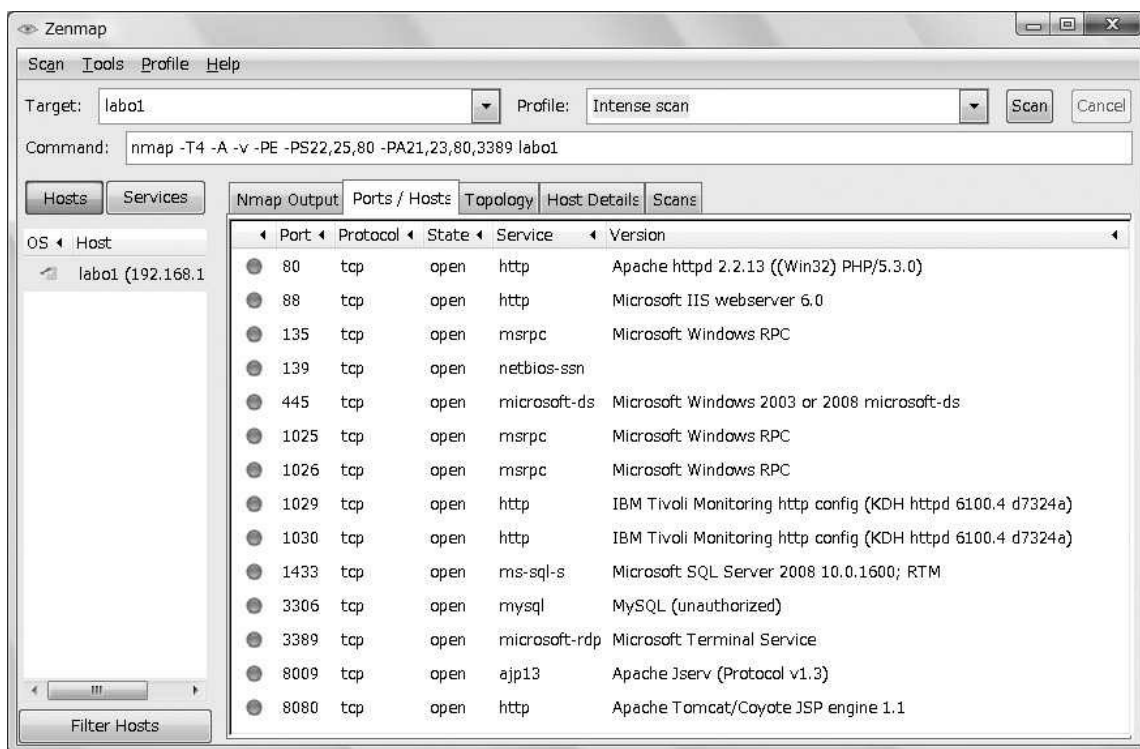 Zenmap
Scan Tools Profile Help
Target: labo1 Profile: Intense scan Scan Cancel
Command: nmap -T4 -A -v -PE -PS22,25,80 -PA21,23,80,3389 labo1
Hosts Services Nmap Output Ports / Hosts Topology Host Details Scans
OS Host Port Protocol State Service Version
labo1 (192.168.1
80 tcp open http Apache httpd 2.2.13 ((Win32) PHP/5.3.0)
88 tcp open http Microsoft IIS webserver 6.0
135 tcp open msrpc Microsoft Windows RPC
139 tcp open netbios-ssn
445 tcp open microsoft-ds Microsoft Windows 2003 or 2008 microsoft-ds
1025 tcp open msrpc Microsoft Windows RPC
1026 tcp open msrpc Microsoft Windows RPC
1029 tcp open http IBM Tivoli Monitoring http config (KDH httpd 6100.4 d7324a)
1030 tcp open http IBM Tivoli Monitoring http config (KDH httpd 6100.4 d7324a)
1433 tcp open ms-sql-s Microsoft SQL Server 2008 10.0.1600; RTM
3306 tcp open mysql MySQL (unauthorized)
3389 tcp open microsoft-rdp Microsoft Terminal Service
8009 tcp open ajp13 Apache Jserv (Protocol v1.3)
8080 tcp open http Apache Tomcat/Coyote JSP engine 1.1
Filter Hosts